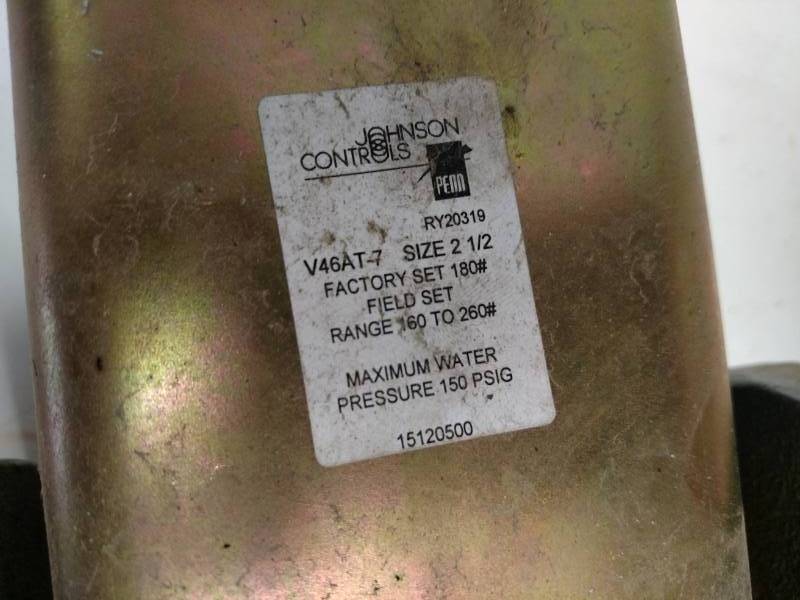 JOHNSON
CONTROLS
PENN
RY20319
V46AT-7 SIZE 2 1/2
FACTORY SET 180#
FIELD SET
RANGE 160 TO 260#
MAXIMUM WATER
PRESSURE 150 PSIG
15120500